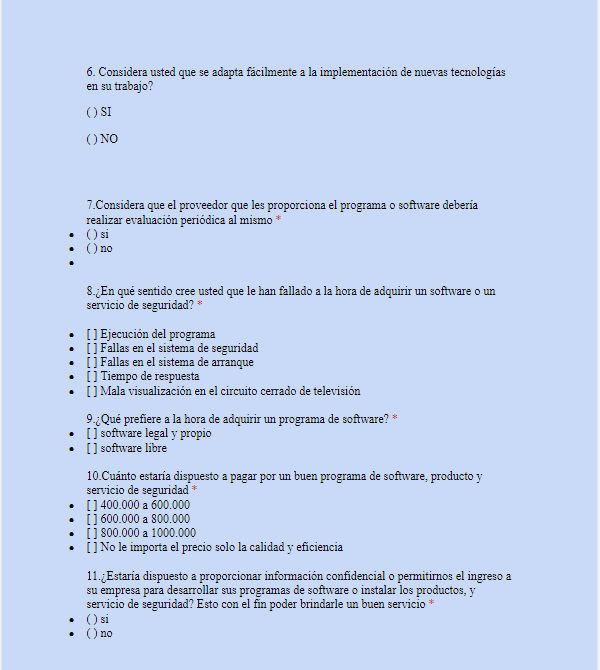 6. Considera usted que se adapta fácilmente a la implementación de nuevas tecnologías
en su trabajo?
( ) SI
( ) NO
7.Considera que el proveedor que les proporciona el programa o software debería
realizar evaluación periódica al mismo *
• ( ) si
• ( ) no
•
8.¿En qué sentido cree usted que le han fallado a la hora de adquirir un software o un
servicio de seguridad? *
• [ ] Ejecución del programa
• [ ] Fallas en el sistema de seguridad
• [ ] Fallas en el sistema de arranque
• [ ] Tiempo de respuesta
• [ ] Mala visualización en el circuito cerrado de televisión
9.¿Qué prefiere a la hora de adquirir un programa de software? *
• [ ] software legal y propio
• [ ] software libre
10.Cuánto estaría dispuesto a pagar por un buen programa de software, producto y
servicio de seguridad *
• [ ] 400.000 a 600.000
• [ ] 600.000 a 800.000
• [ ] 800.000 a 1000.000
• [ ] No le importa el precio solo la calidad y eficiencia
11.¿Estaría dispuesto a proporcionar información confidencial o permitirnos el ingreso a
su empresa para desarrollar sus programas de software o instalar los productos, y
servicio de seguridad? Esto con el fin poder brindarle un buen servicio *
• ( ) si
• ( ) no